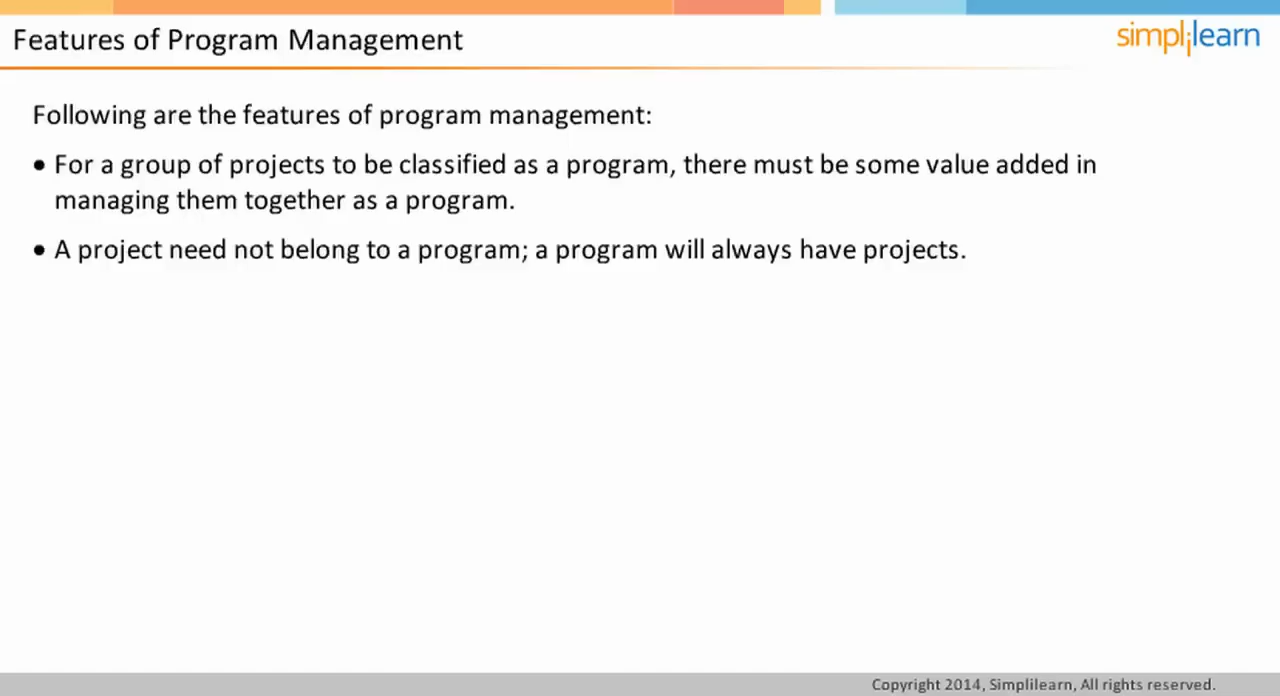 Features of Program Management
simplilearn
Following are the features of program management:
• For a group of projects to be classified as a program, there must be some value added in
managing them together as a program.
• A project need not belong to a program; a program will always have projects.
Copyright 2014, Simplilearn, All rights reserved.